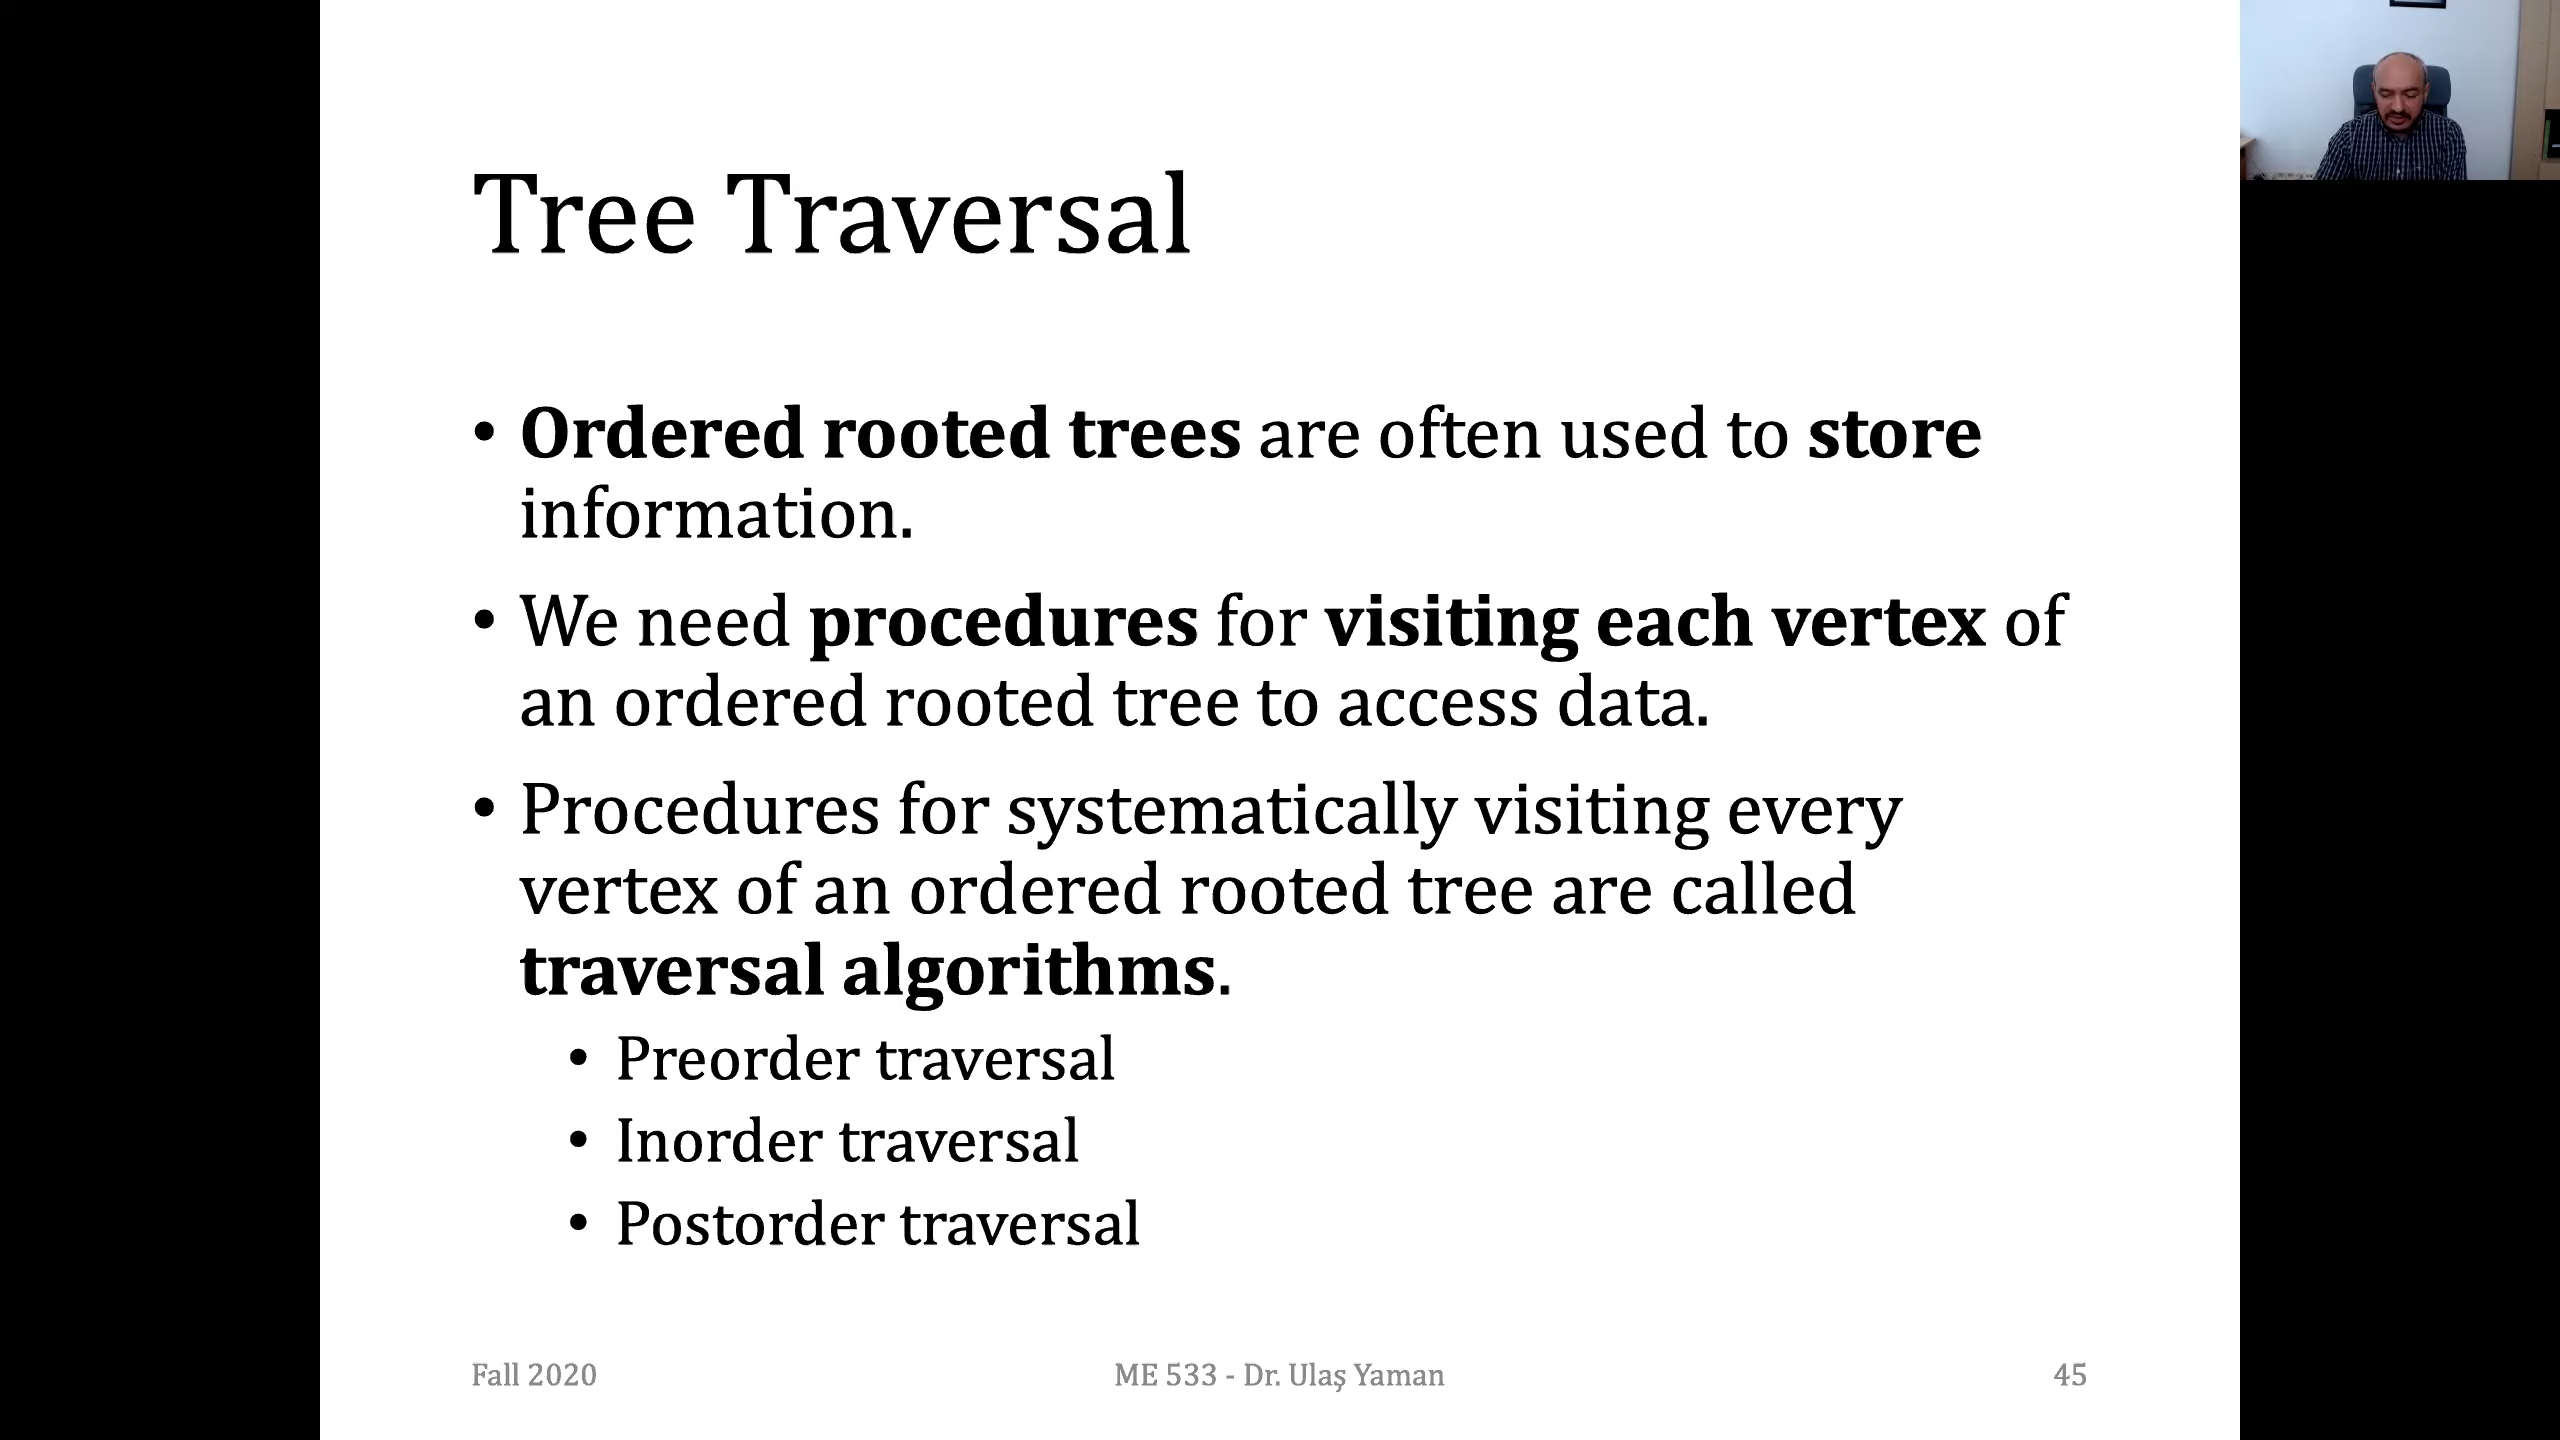 Tree Traversal
• Ordered rooted trees are often used to store
information.
• We need procedures for visiting each vertex of
an ordered rooted tree to access data.
• Procedures for systematically visiting every
vertex of an ordered rooted tree are called
traversal algorithms.
• Preorder traversal
• Inorder traversal
• Postorder traversal
Fall 2020
ME 533 - Dr. Ulaş Yaman
45